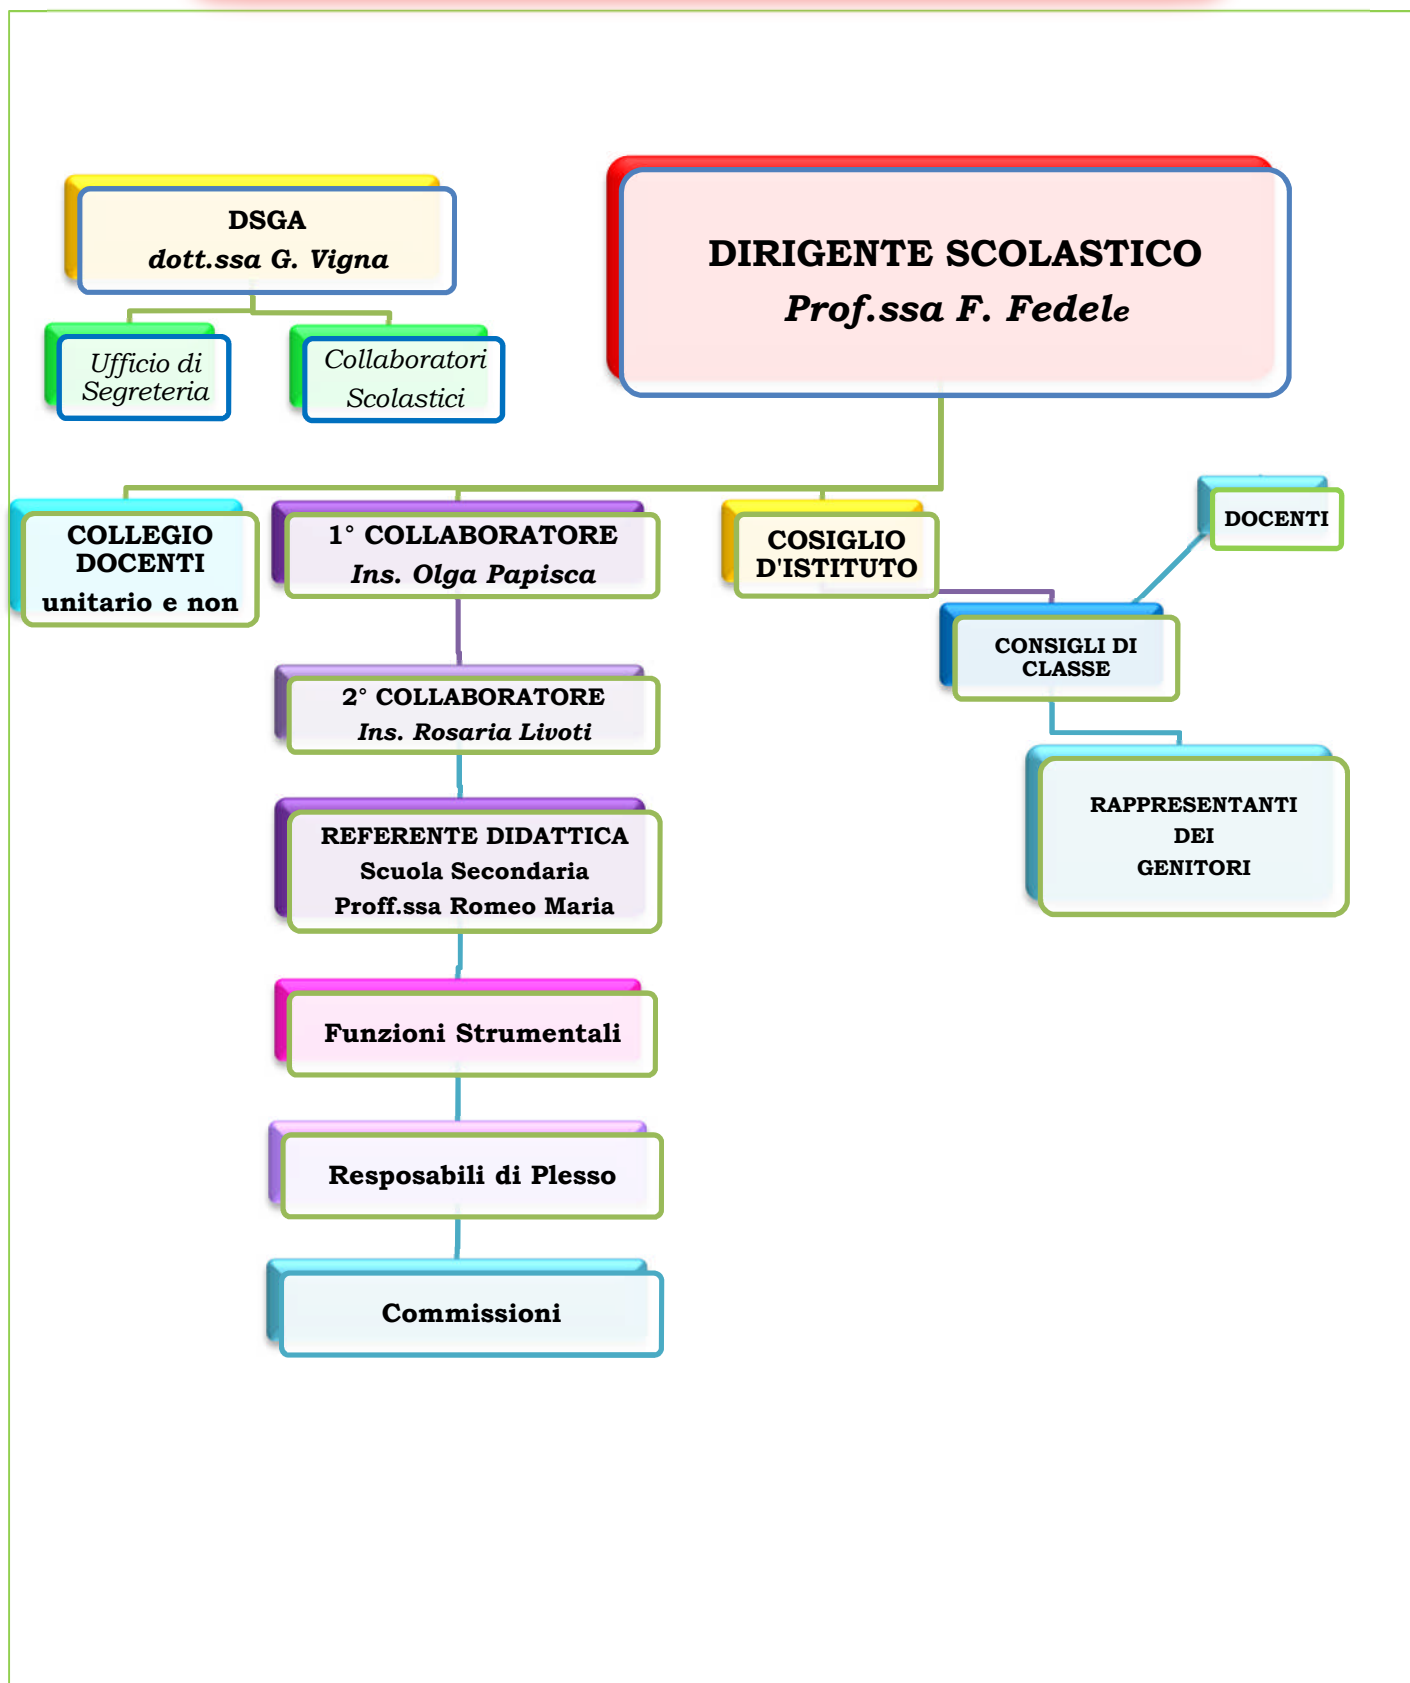 DSGA
dott.ssa G. Vigna
Ufficio di
Segreteria
Collaboratori
Scolastici
DIRIGENTE SCOLASTICO
Prof.ssa F. Fedele
COLLEGIO
DOCENTI
unitario e non
1° COLLABORATORE
Ins. Olga Papisca
COSIGLIO
D'ISTITUTO
DOCENTI
CONSIGLI DI
CLASSE
2° COLLABORATORE
Ins. Rosaria Livoti
RAPPRESENTANTI
DEI
GENITORI
REFERENTE DIDATTICA
Scuola Secondaria
Proff.ssa Romeo Maria
Funzioni Strumentali
Resposabili di Plesso
Commissioni